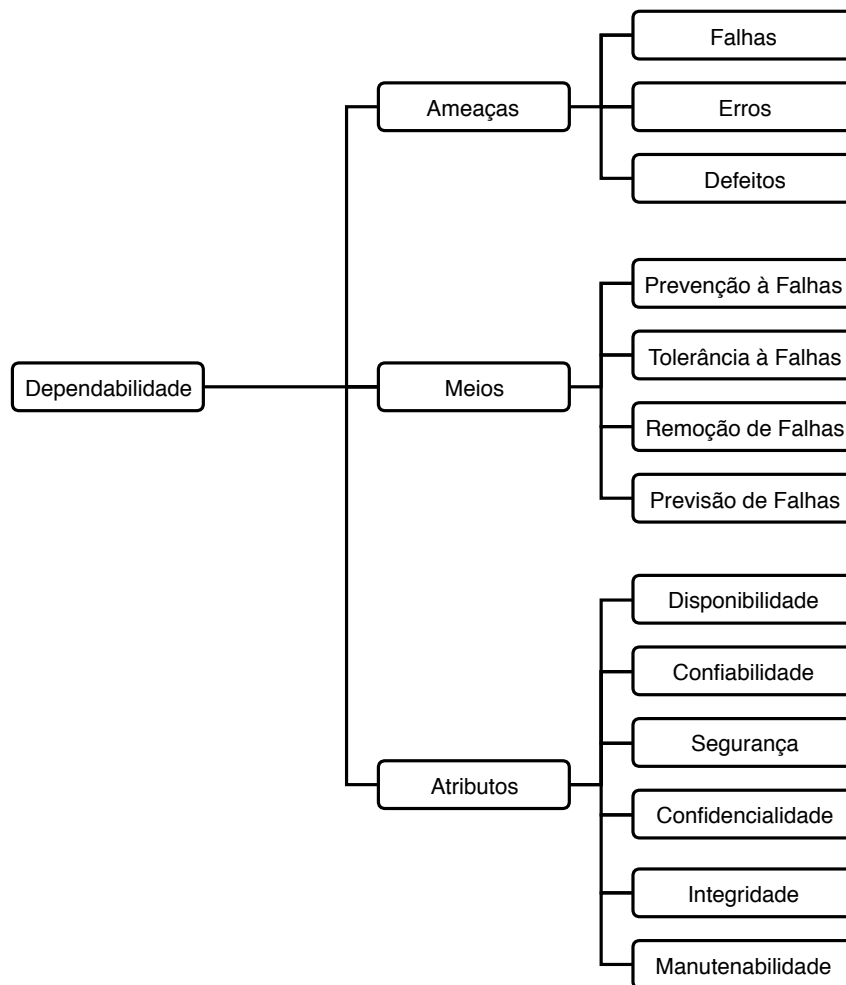 Dependabilidade
Ameaças
Falhas
Erros
Defeitos
Meios
Prevenção à Falhas
Tolerância à Falhas
Remoção de Falhas
Previsão de Falhas
Atributos
Disponibilidade
Confiabilidade
Segurança
Confidencialidade
Integridade
Manutenabilidade